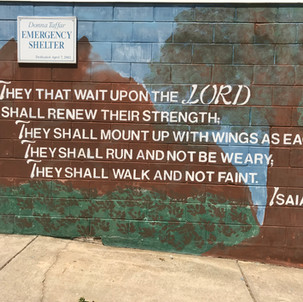 Donna Taffar
EMERGENCY
SHELTER
THEY THAT WAIT UPON THE LORD
SHALL RENEW THEIR STRENGTH;
THEY SHALL MOUNT UP WITH WINGS AS EA
THEY SHALL RUN AND NOT BE WEARY;
THEY SHALL WALK AND NOT FAINT.
ISAIA